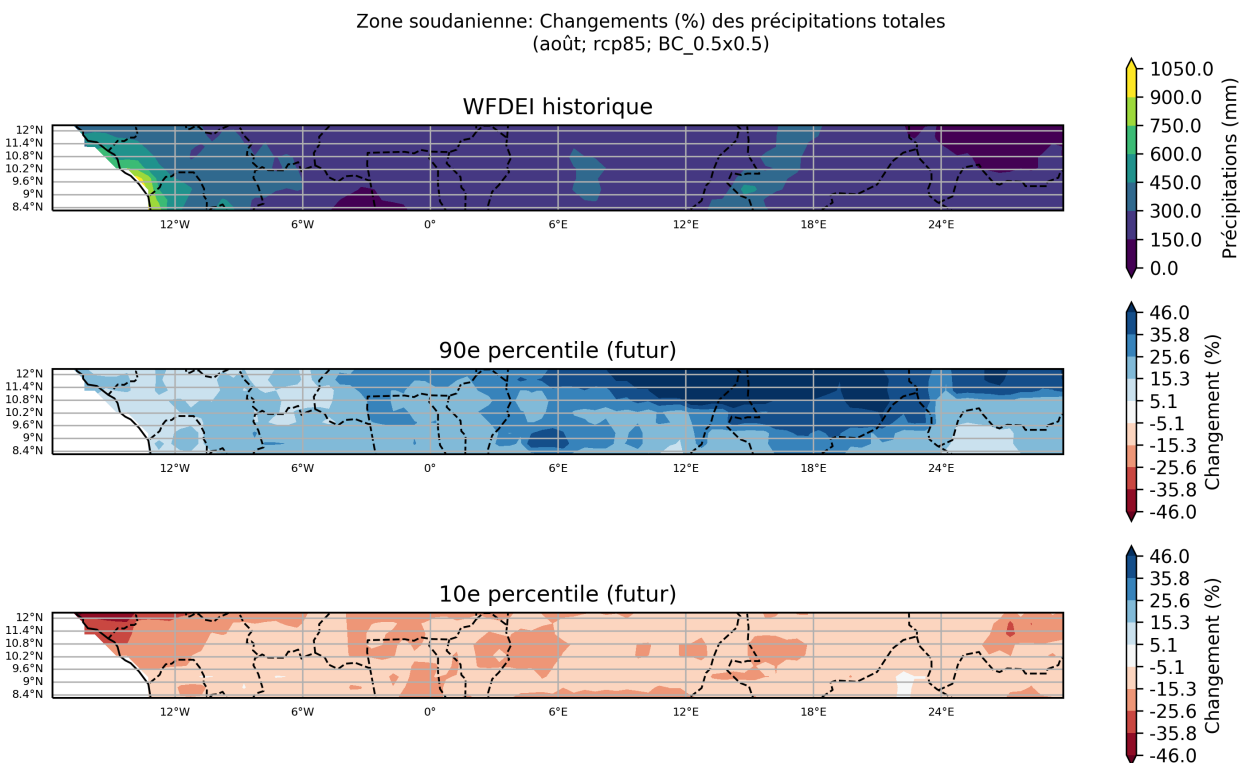 Zone soudanienne: Changements (%) des précipitations totales
(août; rcp85; BC_0.5x0.5)
WFDEI historique
12°N
11.4°N
10.8°N
10.2°N
9.6°N
9°N
8.4°N
12°W
6°W
0°
6°E
12°E
18°E
24°E
1050.0
900.0
750.0
600.0
450.0
300.0
150.0
0.0
Précipitations (mm)
90e percentile (futur)
12°N
11.4°N
10.8°N
10.2°N
9.6°N
9°N
8.4°N
12°W
6°W
0°
6°E
12°E
18°E
24°E
46.0
35.8
25.6
15.3
5.1
-5.1
-15.3
-25.6
-35.8
-46.0
Changement (%)
10e percentile (futur)
12°N
11.4°N
10.8°N
10.2°N
9.6°N
9°N
8.4°N
12°W
6°W
0°
6°E
12°E
18°E
24°E
46.0
35.8
25.6
15.3
5.1
-5.1
-15.3
-25.6
-35.8
-46.0
Changement (%)